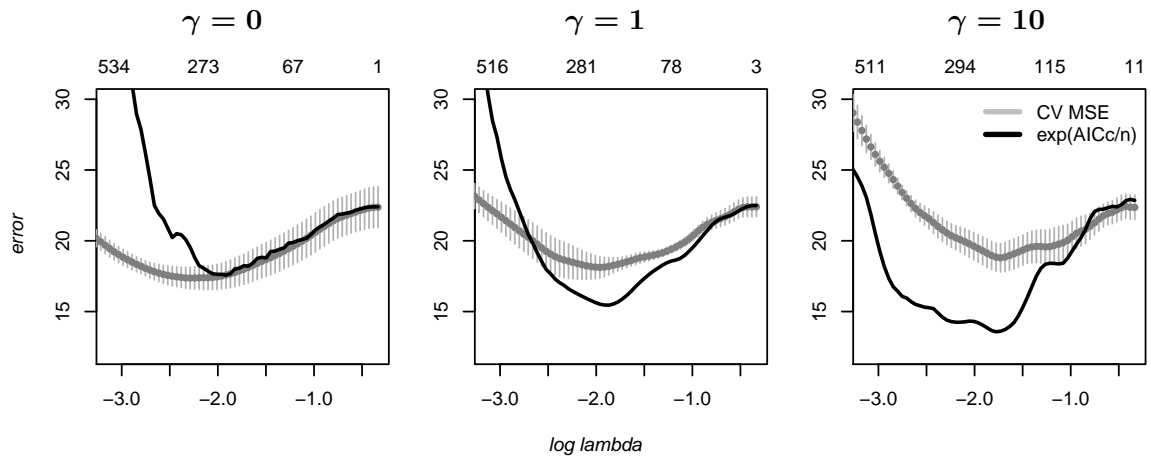 γ = 0
γ = 1
γ = 10
534 273 67 1
516 281 78 3
511 294 115 11
error
30
25
20
15
30
25
20
15
30
25
20
15
CV MSE
exp(AICc/n)
−3.0 −2.0 −1.0
−3.0 −2.0 −1.0
−3.0 −2.0 −1.0
log lambda